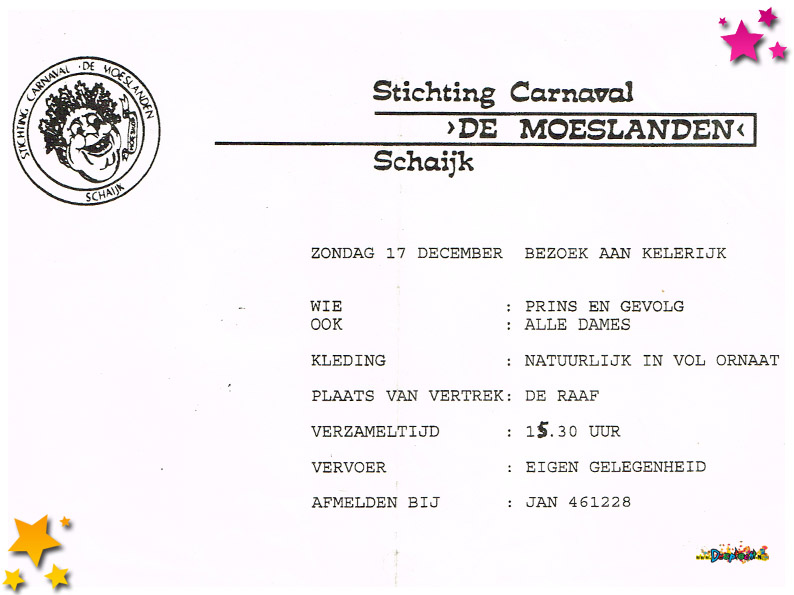 STICHTING CARNAVAL · DE MOESLANDEN
SCHAIJK
Stichting Carnaval
›DE MOESLANDEN‹
Schaijk
ZONDAG 17 DECEMBER BEZOEK AAN KELERIJK
WIE : PRINS EN GEVOLG
OOK : ALLE DAMES
KLEDING : NATUURLIJK IN VOL ORNAAT
PLAATS VAN VERTREK: DE RAAF
VERZAMELTIJD : 15.30 UUR
VERVOER : EIGEN GELEGENHEID
AFMELDEN BIJ : JAN 461228